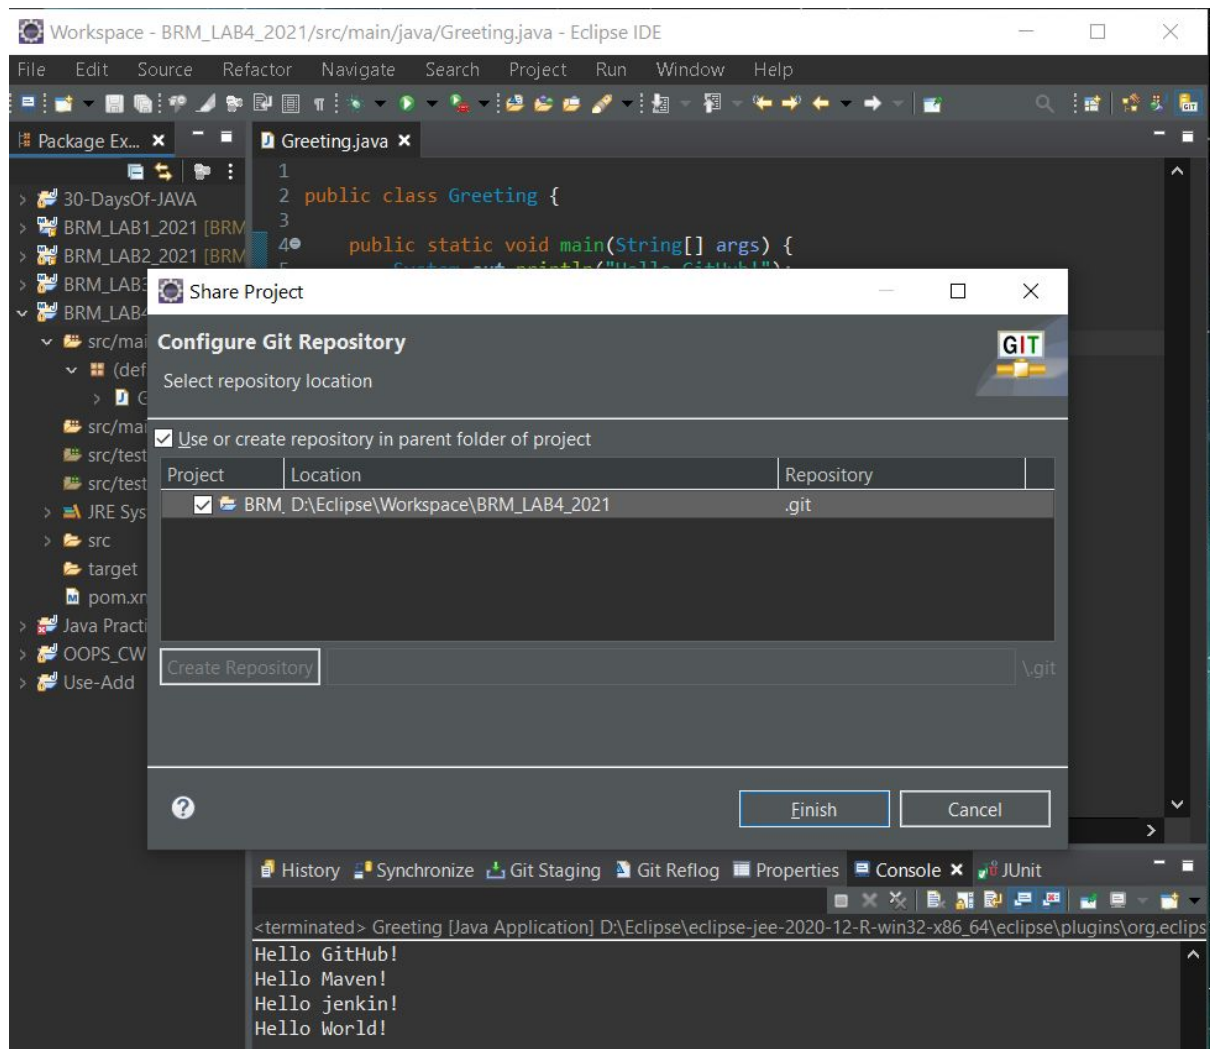 Workspace - BRM_LAB4_2021/src/main/java/Greeting.java - Eclipse IDE
File Edit Source Refactor Navigate Search Project Run Window Help
Package Ex...
Greeting.java
1
2 public class Greeting {
3
4 public static void main(String[] args) {
30-DaysOf-JAVA
BRM_LAB1_2021 [BRM
BRM_LAB2_2021 [BRM
BRM_LAB3
BRM_LAB4
src/mai
(def
G
src/mai
src/test
src/test
JRE Sys
src
target
pom.xm
Java Practi
OOPS_CW
Use-Add
Share Project
Configure Git Repository
GIT
Select repository location
Use or create repository in parent folder of project
Project Location Repository
BRM_ D:\Eclipse\Workspace\BRM_LAB4_2021 .git
Create Repository \.git
Finish Cancel
History Synchronize Git Staging Git Reflog Properties Console JUnit
<terminated> Greeting [Java Application] D:\Eclipse\eclipse-jee-2020-12-R-win32-x86_64\eclipse\plugins\org.eclips
Hello GitHub!
Hello Maven!
Hello jenkin!
Hello World!